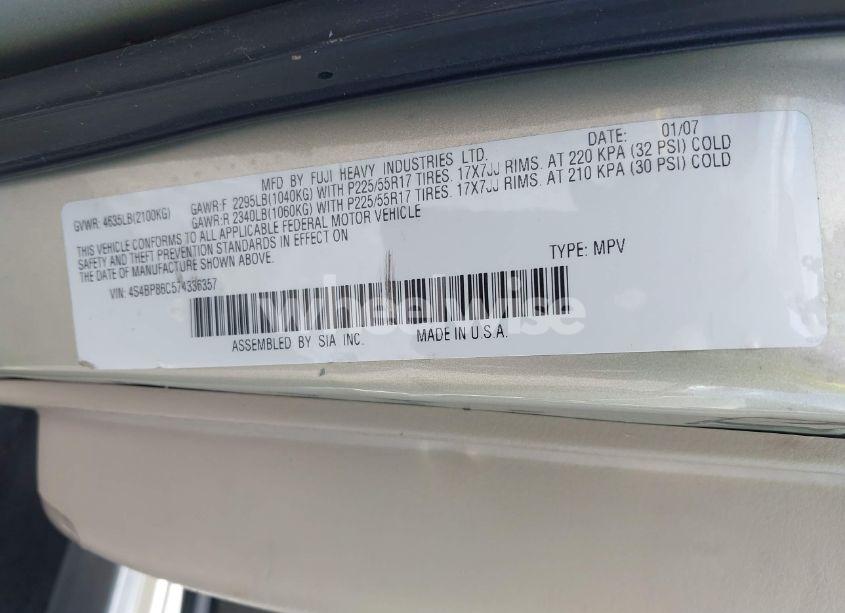 MFD BY FUJI HEAVY INDUSTRIES LTD. DATE: 01/07
GVWR: 4635LB(2100KG) GAWR:F 2295LB(1040KG) WITH P225/55R17 TIRES. 17X7JJ RIMS. AT 220 KPA (32 PSI) COLD
GAWR:R 2340LB(1060KG) WITH P225/55R17 TIRES. 17X7JJ RIMS. AT 210 KPA (30 PSI) COLD
THIS VEHICLE CONFORMS TO ALL APPLICABLE FEDERAL MOTOR VEHICLE
SAFETY AND THEFT PREVENTION STANDARDS IN EFFECT ON
THE DATE OF MANUFACTURE SHOWN ABOVE.
VIN: 4S4BP86C574336357 TYPE: MPV
wheelwise
ASSEMBLED BY SIA INC. MADE IN U.S.A.